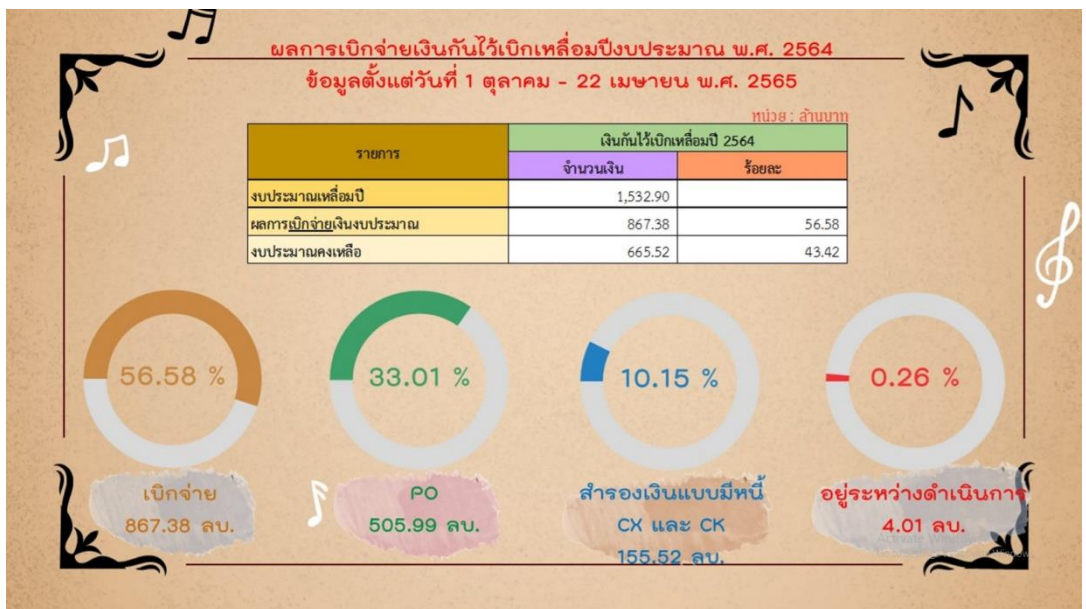 ผลการเบิกจ่ายเงินกันไว้เบิกเหลื่อมปีงบประมาณ พ.ศ. 2564
ข้อมูลตั้งแต่วันที่ 1 ตุลาคม - 22 เมษายน พ.ศ. 2565
หน่วย : ล้านบาท
รายการ
เงินกันไว้เบิกเหลื่อมปี 2564
จำนวนเงิน ร้อยละ
งบประมาณเหลื่อมปี 1,532.90
ผลการเบิกจ่ายเงินงบประมาณ 867.38 56.58
งบประมาณคงเหลือ 665.52 43.42
56.58 %
33.01 %
10.15 %
0.26 %
เบิกจ่าย
867.38 ลบ.
PO
505.99 ลบ.
สำรองเงินแบบมีหนี้
CX และ CK
155.52 ลบ.
อยู่ระหว่างดำเนินการ
4.01 ลบ.